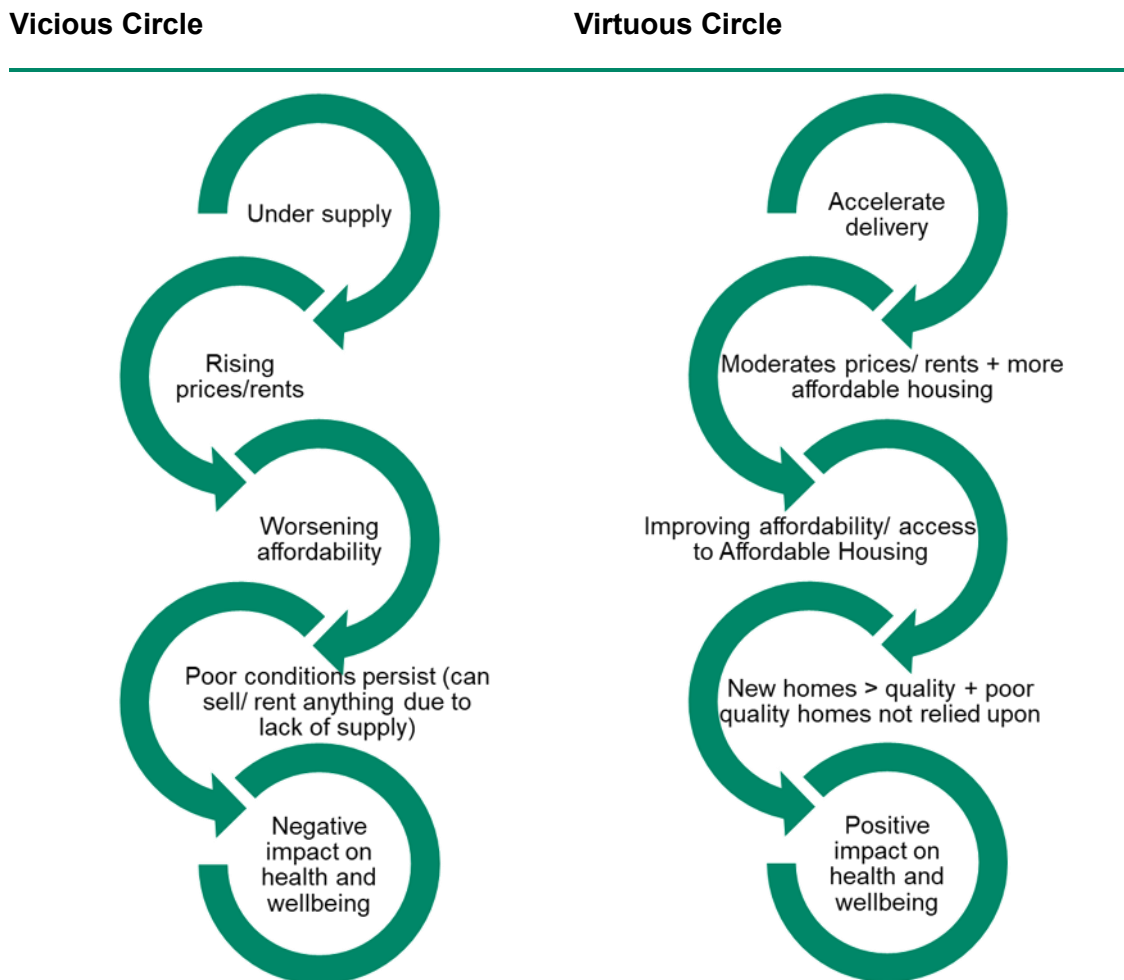 Vicious Circle
Virtuous Circle
Under supply
Rising
prices/rents
Worsening
affordability
Poor conditions persist (can
sell/ rent anything due to
lack of supply)
Negative
impact on
health and
wellbeing
Accelerate
delivery
Moderates prices/ rents + more
affordable housing
Improving affordability/ access
to Affordable Housing
New homes > quality + poor
quality homes not relied upon
Positive
impact on
health and
wellbeing